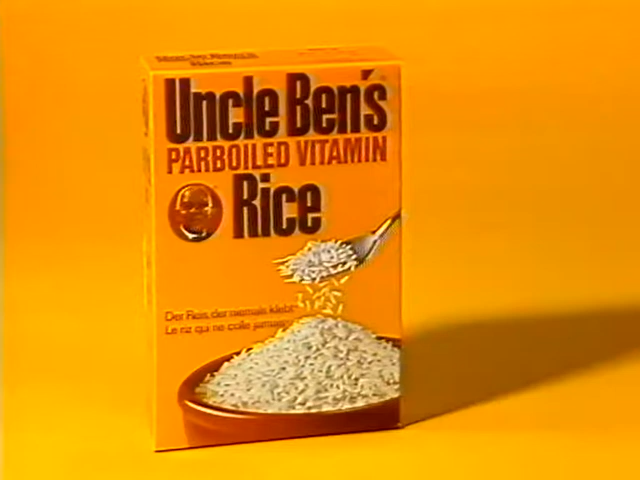 Uncle Ben's
PARBOILED VITAMIN
Rice
Der Reis, der niemals klebt
Le riz qui ne colle jamais